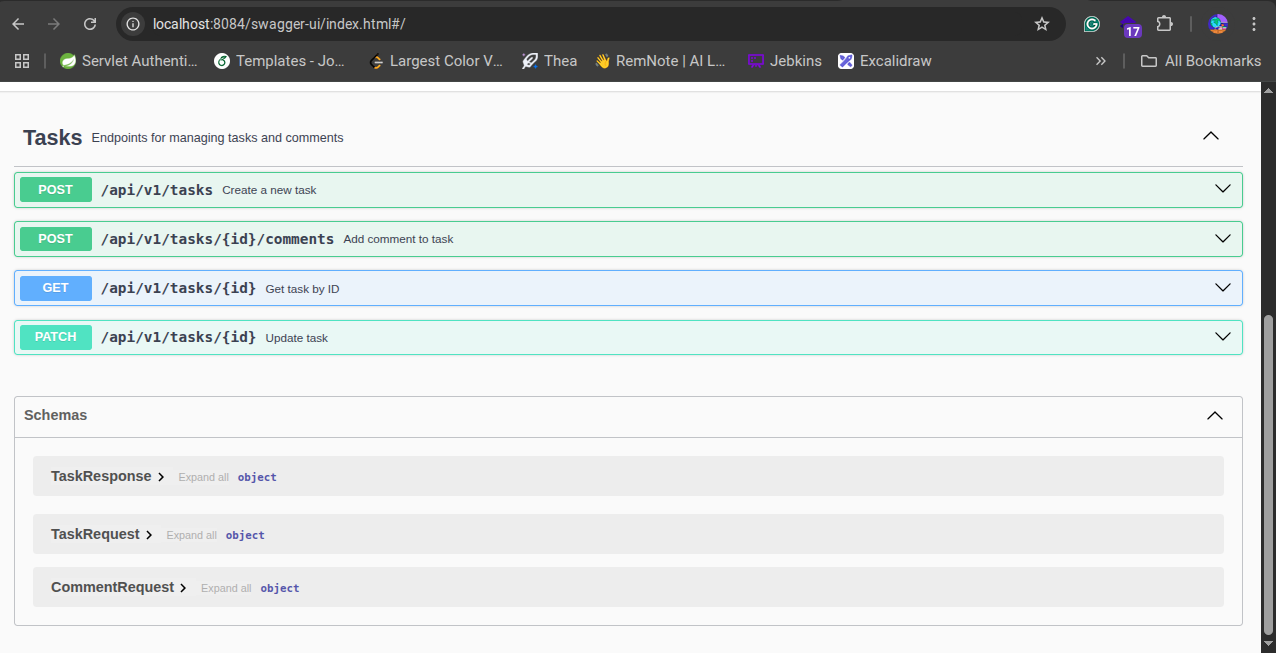 localhost:8084/swagger-ui/index.html#/
17
Servlet Authenti... Templates - Jo... Largest Color V... Thea RemNote | AI L... Jebkins Excalidraw » All Bookmarks
Tasks Endpoints for managing tasks and comments
POST /api/v1/tasks Create a new task
POST /api/v1/tasks/{id}/comments Add comment to task
GET /api/v1/tasks/{id} Get task by ID
PATCH /api/v1/tasks/{id} Update task
Schemas
TaskResponse Expand all object
TaskRequest Expand all object
CommentRequest Expand all object